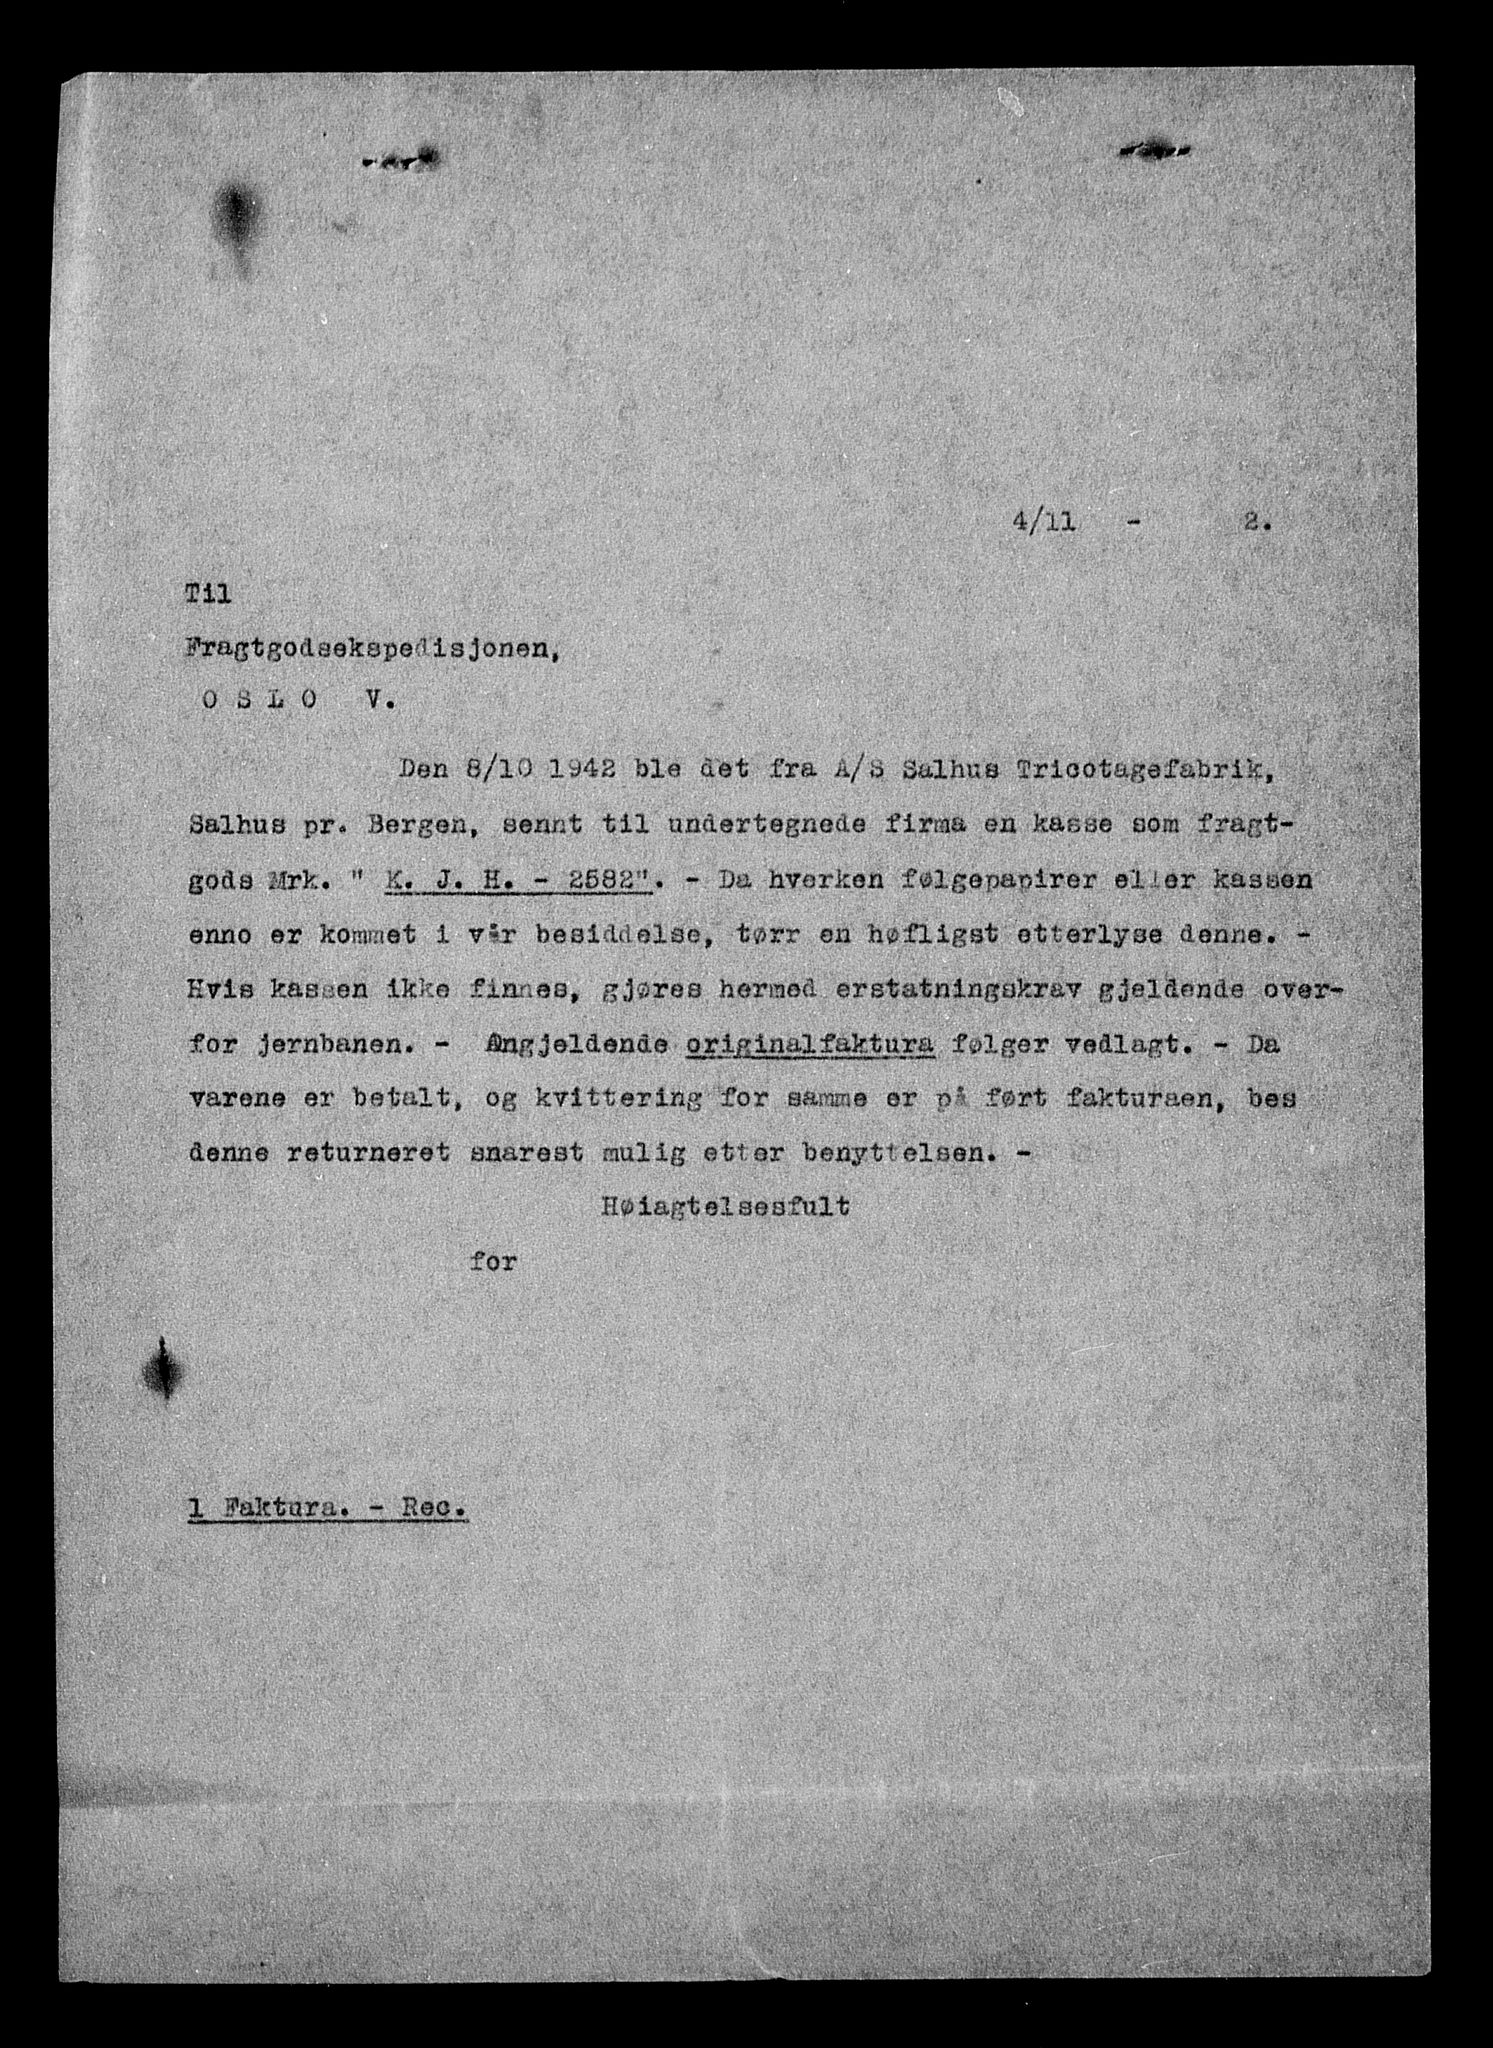 4/11 - 2.
Til
Fragtgodsekspedisjonen,
O S L O V.
Den 8/10 1942 ble det fra A/S Salhus Tricotagefabrik,
Salhus pr. Bergen, sennt til undertegnede firma en kasse som fragt-
gods Mrk. " K. J. H. - 2582". - Da hverken følgepapirer eller kassen
enno er kommet i vår besiddelse, tørr en høfligst etterlyse denne. -
Hvis kassen ikke finnes, gjøres hermed erstatningskrav gjeldende over-
for jernbanen. - Angjeldende originalfaktura følger vedlagt. - Da
varene er betalt, og kvittering for samme er på ført fakturaen, bes
denne returneret snarest mulig etter benyttelsen. -
Høiagtelsesfult
for
1 Faktura. - Rec.